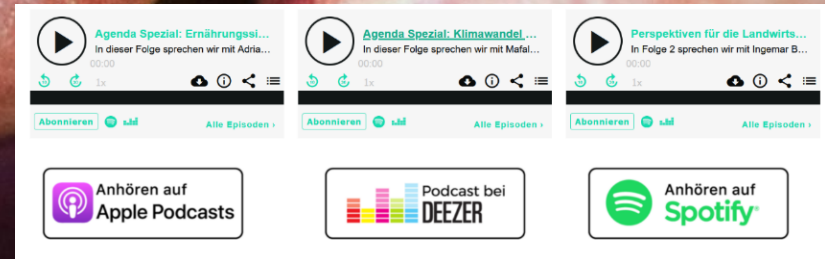 Agenda Spezial: Ernährungssi...
In dieser Folge sprechen wir mit Adria...
00:00
1x
Abonnieren
Alle Episoden ›
Agenda Spezial: Klimawandel ...
In dieser Folge sprechen wir mit Mafal...
00:00
1x
Abonnieren
Alle Episoden ›
Perspektiven für die Landwirts...
In Folge 2 sprechen wir mit Ingemar B...
00:00
1x
Abonnieren
Alle Episoden ›
Anhören auf
Apple Podcasts
Podcast bei
DEEZER
Anhören auf
Spotify